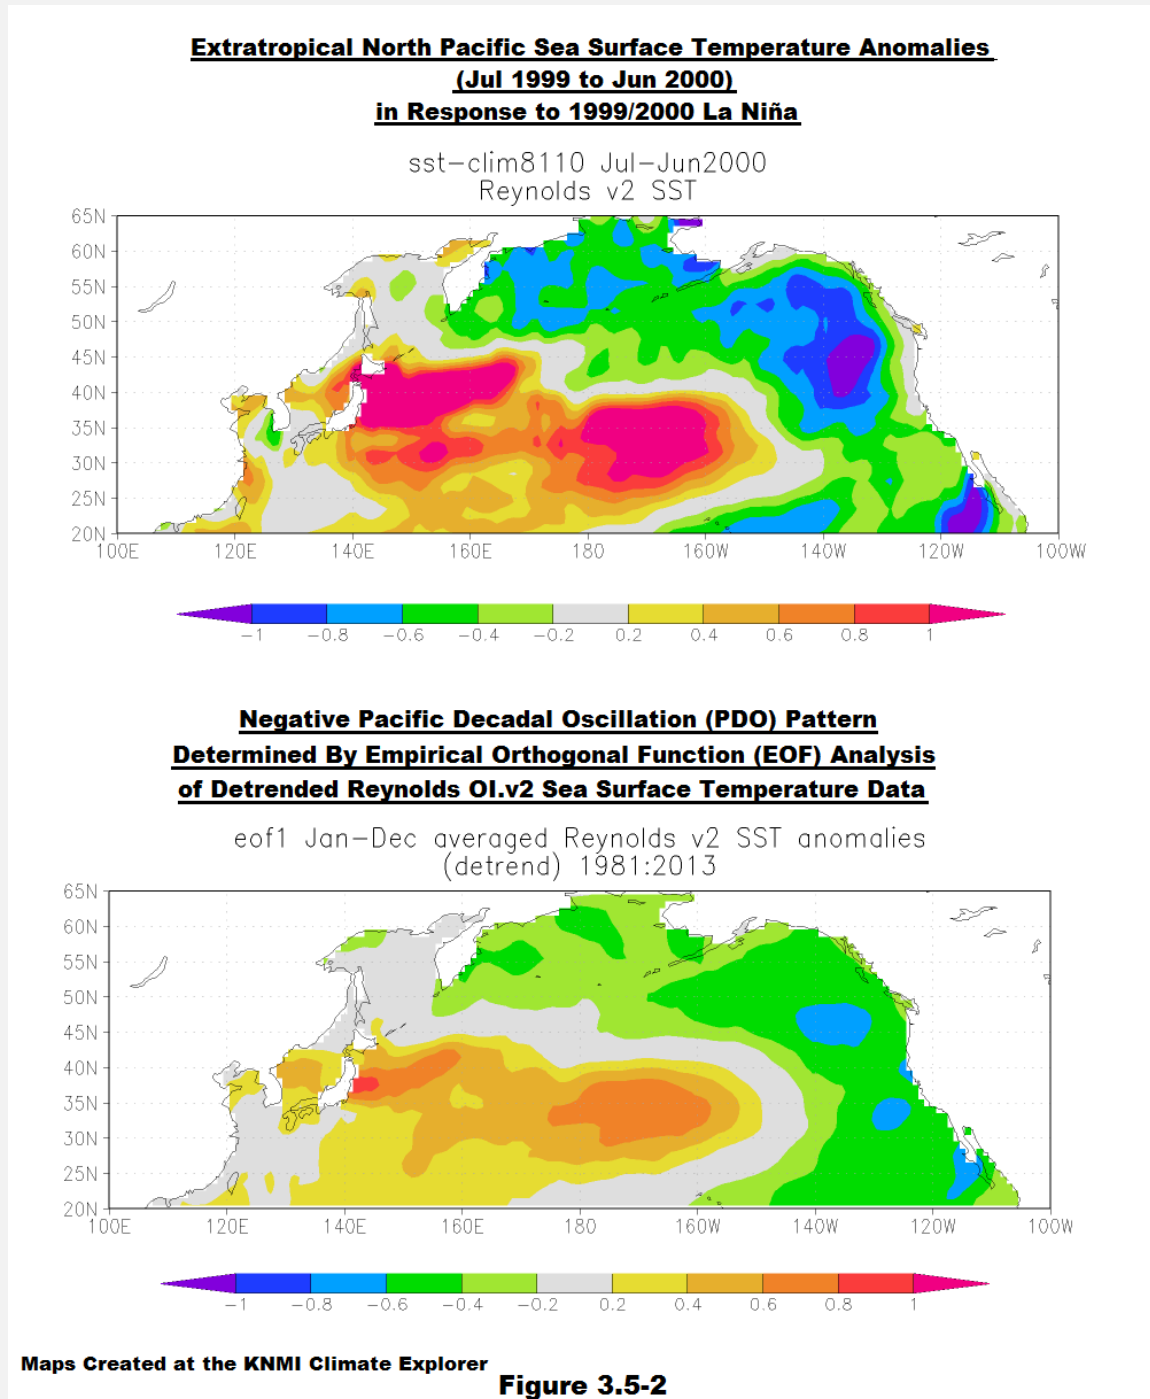 Extratropical North Pacific Sea Surface Temperature Anomalies
(Jul 1999 to Jun 2000)
in Response to 1999/2000 La Niña
sst-clim8110 Jul-Jun2000
Reynolds v2 SST
65N
60N
55N
50N
45N
40N
35N
30N
25N
20N
100E 120E 140E 160E 180 160W 140W 120W 100W
-1 -0.8 -0.6 -0.4 -0.2 0.2 0.4 0.6 0.8 1
Negative Pacific Decadal Oscillation (PDO) Pattern
Determined By Empirical Orthogonal Function (EOF) Analysis
of Detrended Reynolds OI.v2 Sea Surface Temperature Data
eof1 Jan-Dec averaged Reynolds v2 SST anomalies
(detrend) 1981:2013
65N
60N
55N
50N
45N
40N
35N
30N
25N
20N
100E 120E 140E 160E 180 160W 140W 120W 100W
-1 -0.8 -0.6 -0.4 -0.2 0.2 0.4 0.6 0.8 1
Maps Created at the KNMI Climate Explorer
Figure 3.5-2